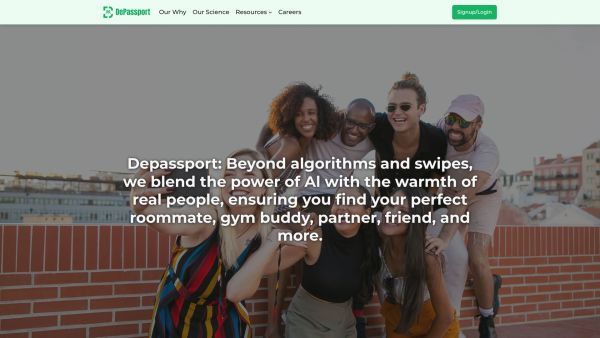 DePassport Our Why Our Science Resources Careers Signup/Login
Depassport: Beyond algorithms and swipes,
we blend the power of AI with the warmth of
real people, ensuring you find your perfect
roommate, gym buddy, partner, friend, and
more.